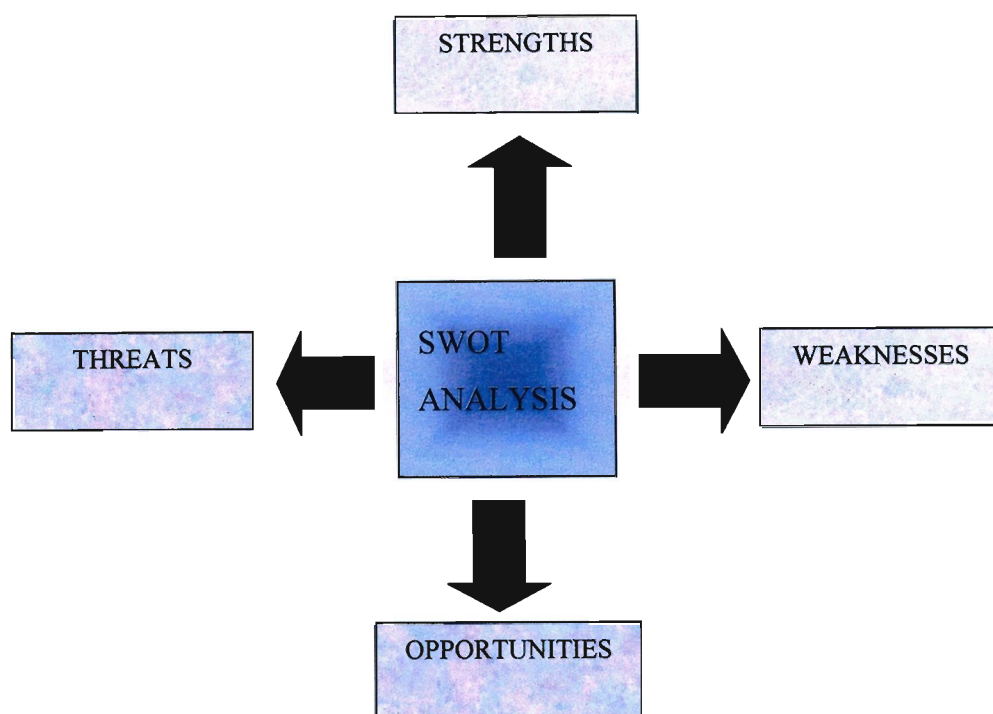 STRENGTHS
THREATS
SWOT
ANALYSIS
WEAKNESSES
OPPORTUNITIES